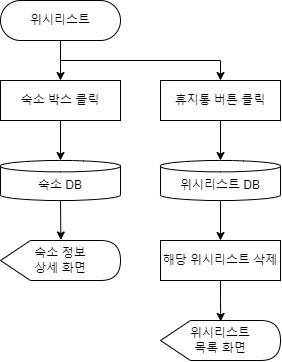 위시리스트
숙소 박스 클릭
휴지통 버튼 클릭
숙소 DB
위시리스트 DB
숙소 정보
상세 화면
해당 위시리스트 삭제
위시리스트
목록 화면